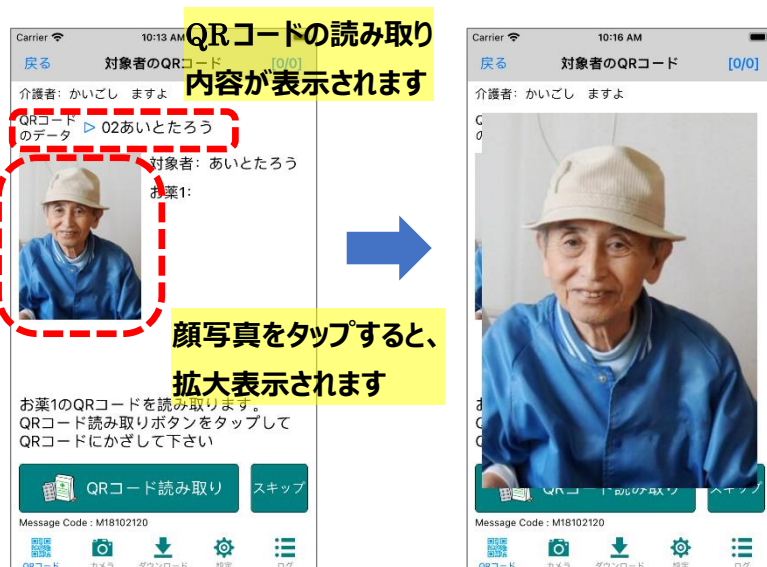 QRコードの読み取り
内容が表示されます
Carrier
10:13 AM
戻る
対象者のQRコード
[0/0]
介護者: かいごし ますよ
QRコード
のデータ
▷ 02あいとたろう
対象者: あいとたろう
お薬1:
顔写真をタップすると、
拡大表示されます
お薬1のQRコードを読み取ります。
QRコード読み取りボタンをタップして
QRコードにかざして下さい
QRコード読み取り
スキップ
Message Code : M18102120
QRコード
カメラ
ダウンロード
設定
ログ
Carrier
10:16 AM
戻る
対象者のQRコード
[0/0]
介護者: かいごし ますよ
QRコード読み取り
スキップ
Message Code : M18102120
QRコード
カメラ
ダウンロード
設定
ログ